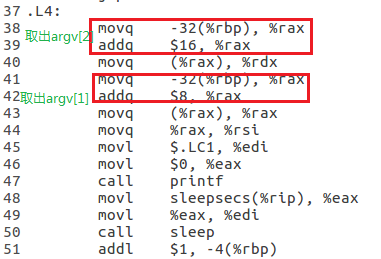 37 .L4:
38 movq -32(%rbp), %rax
取出argv[2]
39 addq $16, %rax
40 movq (%rax), %rdx
41 movq -32(%rbp), %rax
42 addq $8, %rax
取出argv[1]
43 movq (%rax), %rax
44 movq %rax, %rsi
45 movl $.LC1, %edi
46 movl $0, %eax
47 call printf
48 movl sleepsecs(%rip), %eax
49 movl %eax, %edi
50 call sleep
51 addl $1, -4(%rbp)